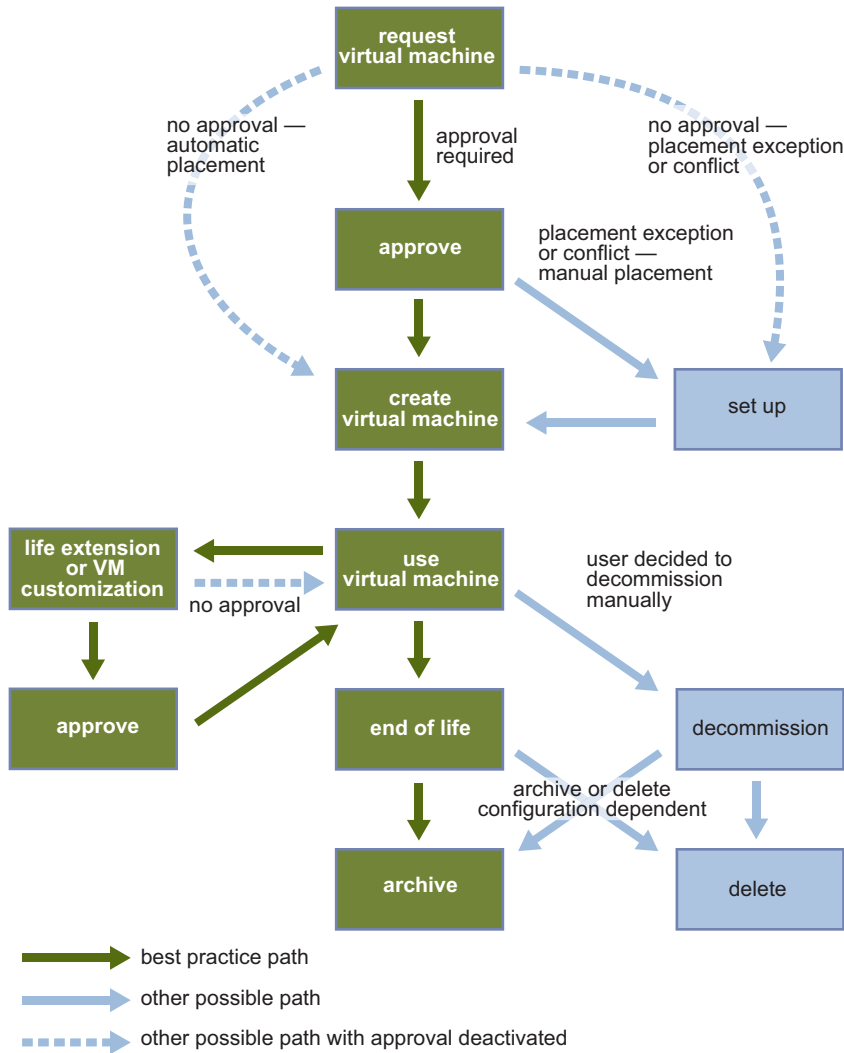 request
virtual machine
no approval —
automatic
placement
approval
required
no approval —
placement exception
or conflict
approve
placement exception
or conflict —
manual placement
create
virtual machine
set up
life extension
or VM
customization
no approval
use
virtual machine
user decided to
decommission
manually
approve
end of life
decommission
archive or delete
configuration dependent
archive
delete
best practice path
other possible path
other possible path with approval deactivated